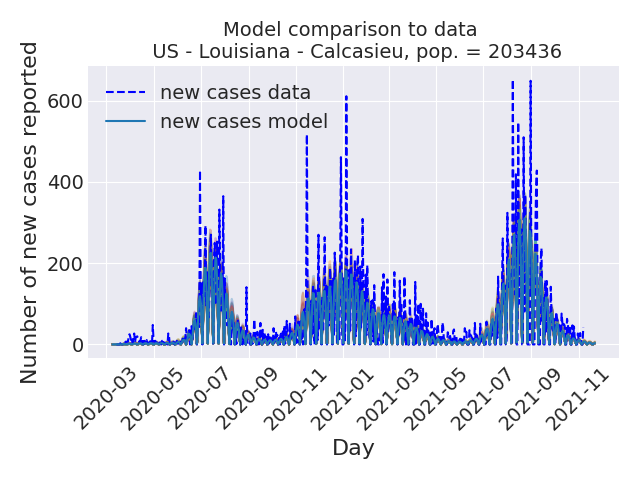 Model comparison to data
US - Louisiana - Calcasieu, pop. = 203436
Number of new cases reported
new cases data
new cases model
600
400
200
0
2020-03
2020-05
2020-07
2020-09
2020-11
2021-01
2021-03
2021-05
2021-07
2021-09
2021-11
Day